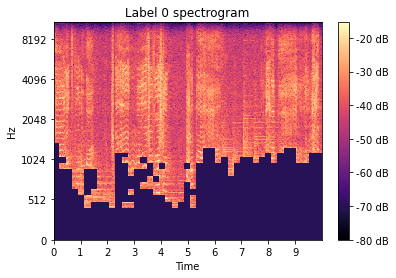 Label 0 spectrogram
Hz
8192
4096
2048
1024
512
0
0 1 2 3 4 5 6 7 8 9
Time
-20 dB
-30 dB
-40 dB
-50 dB
-60 dB
-70 dB
-80 dB